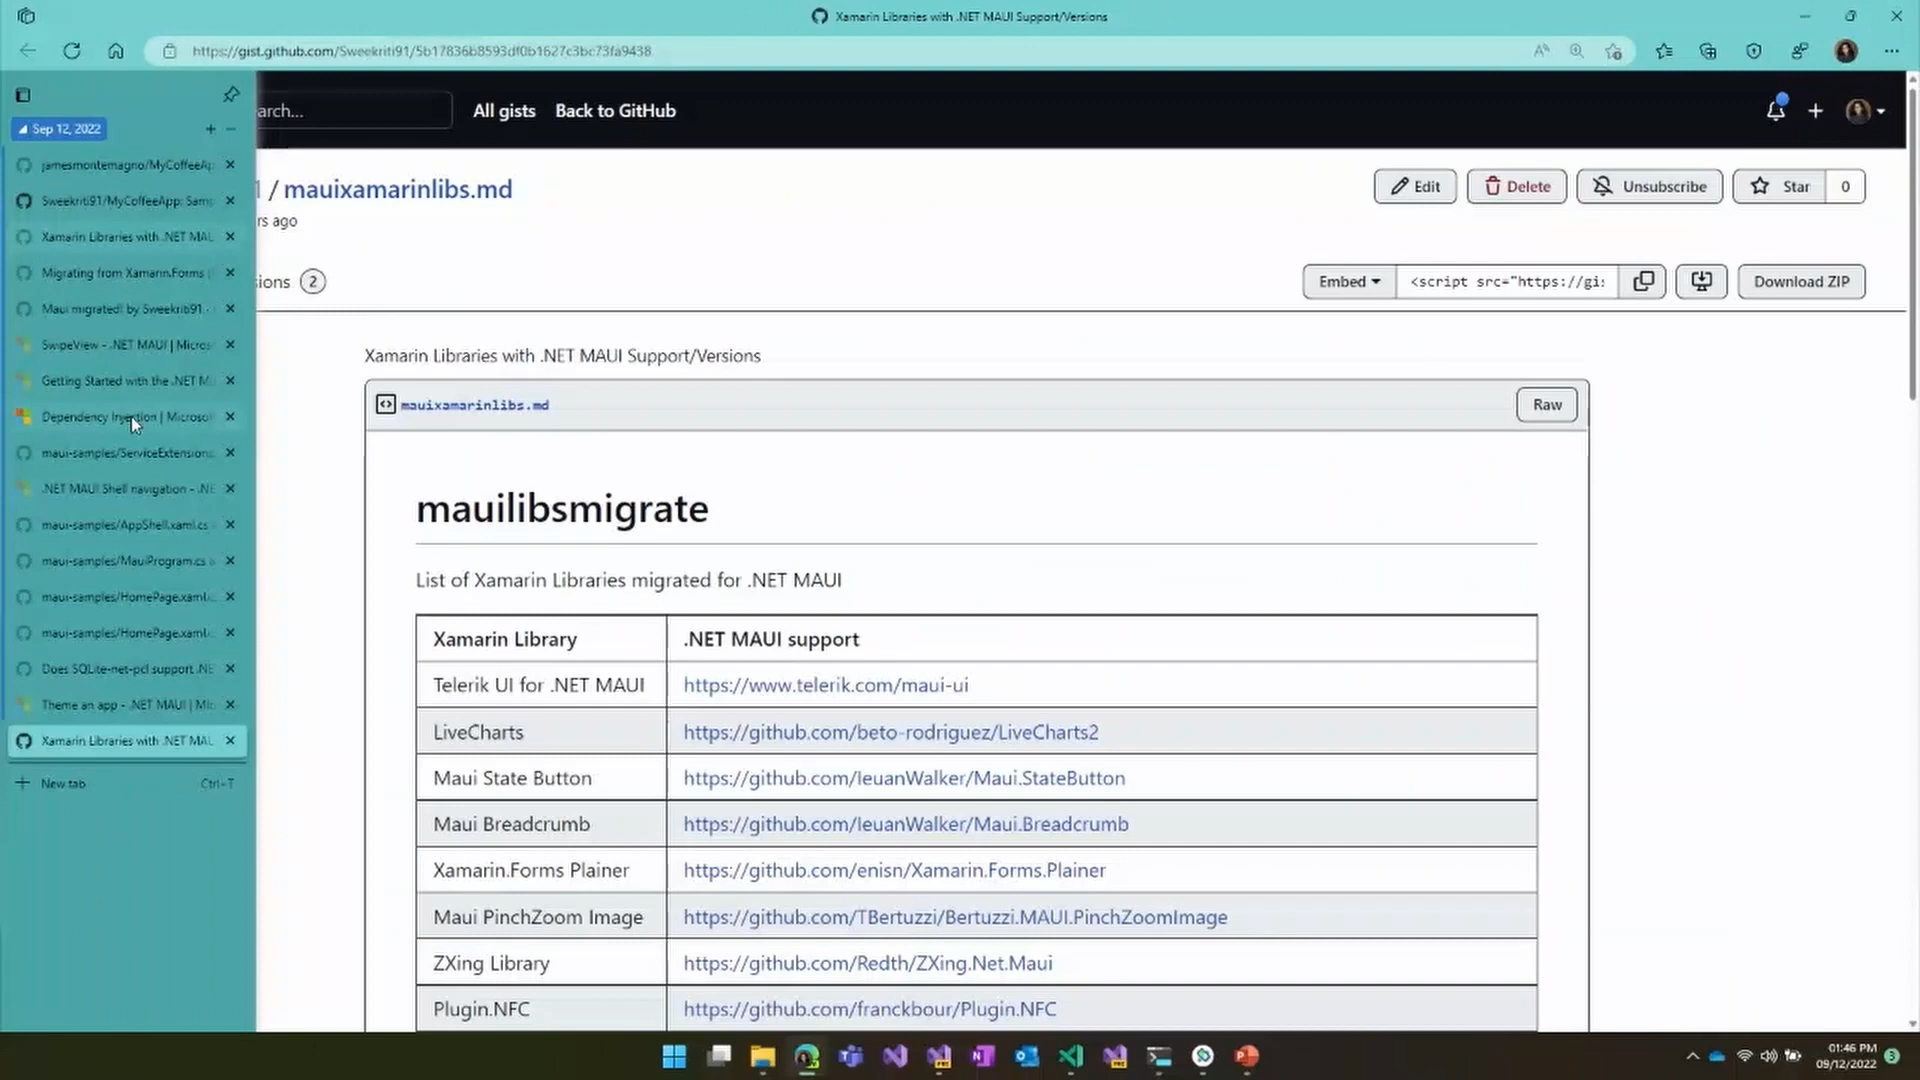 Xamarin Libraries with .NET MAUI Support/Versions
https://gist.github.com/Sweekriti91/5b17836b8593df0b1627c3bc73fa9438
arch...
All gists
Back to GitHub
Sep 12, 2022
jamesmontemagno/MyCoffeeAp
Sweekriti91/MyCoffeeApp: Sam
Xamarin Libraries with .NET MAU
Migrating from Xamarin.Forms
Maui migrated! by Sweekriti91
SwipeView - .NET MAUI | Micros
Getting Started with the .NET M
Dependency Injection | Microsof
maui-samples/ServiceExtensions
.NET MAUI Shell navigation - .NE
maui-samples/AppShell.xaml.cs
maui-samples/MauiProgram.cs a
maui-samples/HomePage.xaml.
maui-samples/HomePage.xaml.
Does SQLite-net-pcl support .NE
Theme an app - .NET MAUI | Mic
Xamarin Libraries with .NET MAU
New tab Ctrl+T
/ mauixamarinlibs.md
rs ago
Edit
Delete
Unsubscribe
Star 0
sions 2
Embed
<script src="https://gi:
Download ZIP
Xamarin Libraries with .NET MAUI Support/Versions
mauixamarinlibs.md
Raw
mauilibsmigrate
List of Xamarin Libraries migrated for .NET MAUI
Xamarin Library .NET MAUI support
Telerik UI for .NET MAUI https://www.telerik.com/maui-ui
LiveCharts https://github.com/beto-rodriguez/LiveCharts2
Maui State Button https://github.com/IeuanWalker/Maui.StateButton
Maui Breadcrumb https://github.com/IeuanWalker/Maui.Breadcrumb
Xamarin.Forms Plainer https://github.com/enisn/Xamarin.Forms.Plainer
Maui PinchZoom Image https://github.com/TBertuzzi/Bertuzzi.MAUI.PinchZoomImage
ZXing Library https://github.com/Redth/ZXing.Net.Maui
Plugin.NFC https://github.com/franckbour/Plugin.NFC
01:46 PM
09/12/2022
3